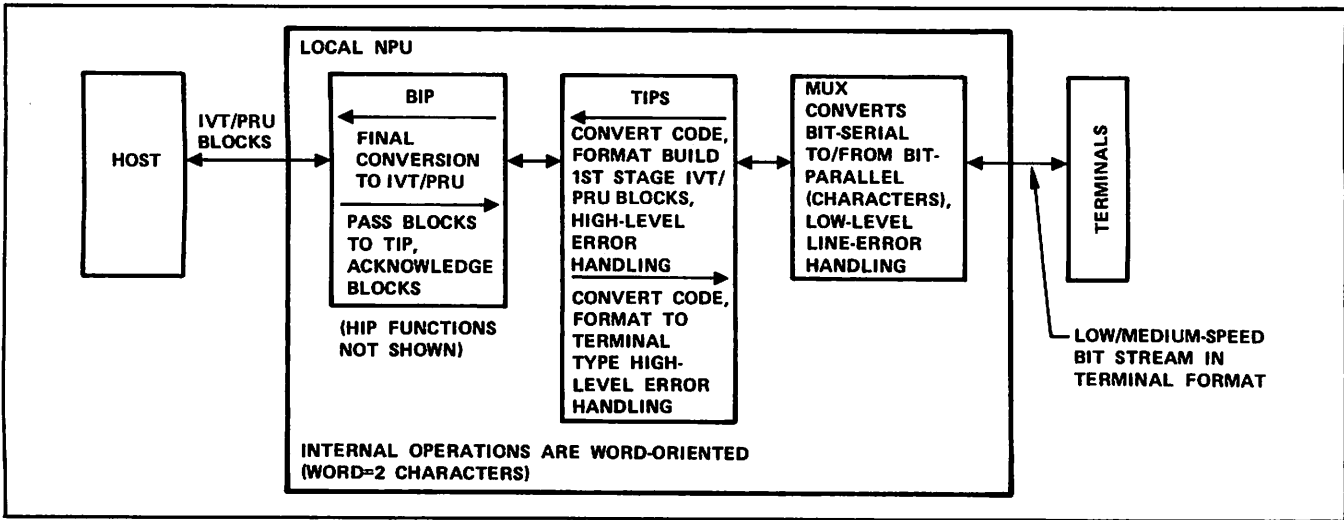 LOCAL NPU
HOST
IVT/PRU
BLOCKS
BIP
FINAL
CONVERSION
TO IVT/PRU
PASS BLOCKS
TO TIP,
ACKNOWLEDGE
BLOCKS
(HIP FUNCTIONS
NOT SHOWN)
TIPS
CONVERT CODE,
FORMAT BUILD
1ST STAGE IVT/
PRU BLOCKS,
HIGH-LEVEL
ERROR
HANDLING
CONVERT CODE,
FORMAT TO
TERMINAL
TYPE HIGH-
LEVEL ERROR
HANDLING
MUX
CONVERTS
BIT-SERIAL
TO/FROM BIT-
PARALLEL
(CHARACTERS),
LOW-LEVEL
LINE-ERROR
HANDLING
TERMINALS
LOW/MEDIUM-SPEED
BIT STREAM IN
TERMINAL FORMAT
INTERNAL OPERATIONS ARE WORD-ORIENTED
(WORD=2 CHARACTERS)